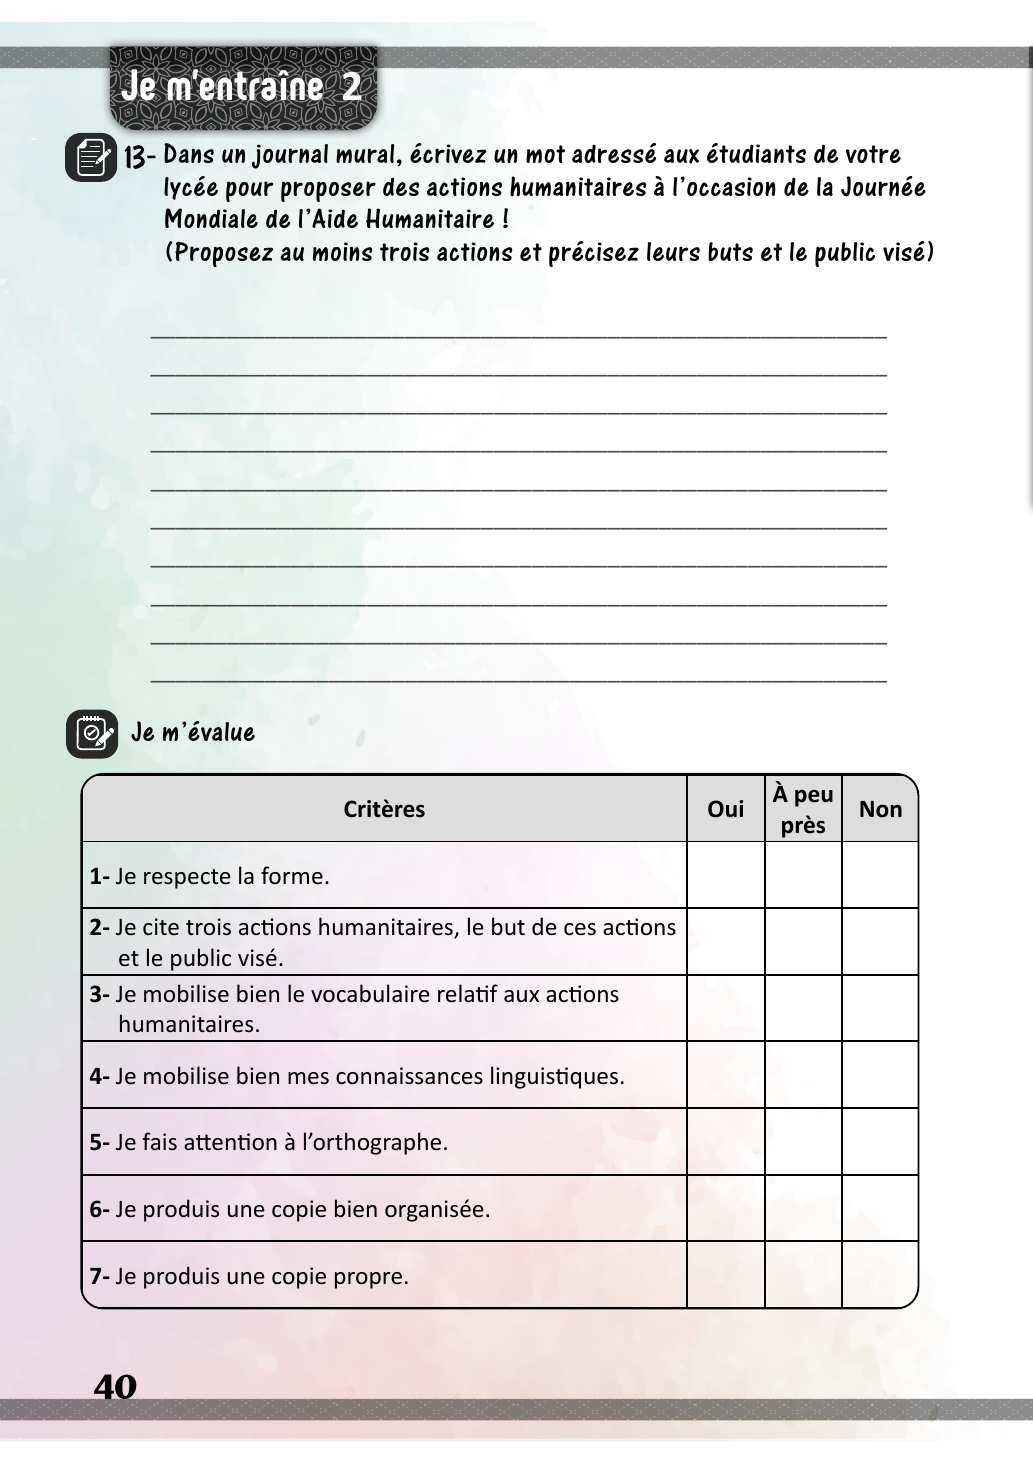 Je m'entraîne 2
13- Dans un journal mural, écrivez un mot adressé aux étudiants de votre
lycée pour proposer des actions humanitaires à l'occasion de la Journée
Mondiale de l'Aide Humanitaire !
(Proposez au moins trois actions et précisez leurs buts et le public visé)
Je m'évalue
Critères Oui À peu près Non
1- Je respecte la forme.
2- Je cite trois actions humanitaires, le but de ces actions
et le public visé.
3- Je mobilise bien le vocabulaire relatif aux actions
humanitaires.
4- Je mobilise bien mes connaissances linguistiques.
5- Je fais attention à l'orthographe.
6- Je produis une copie bien organisée.
7- Je produis une copie propre.
40